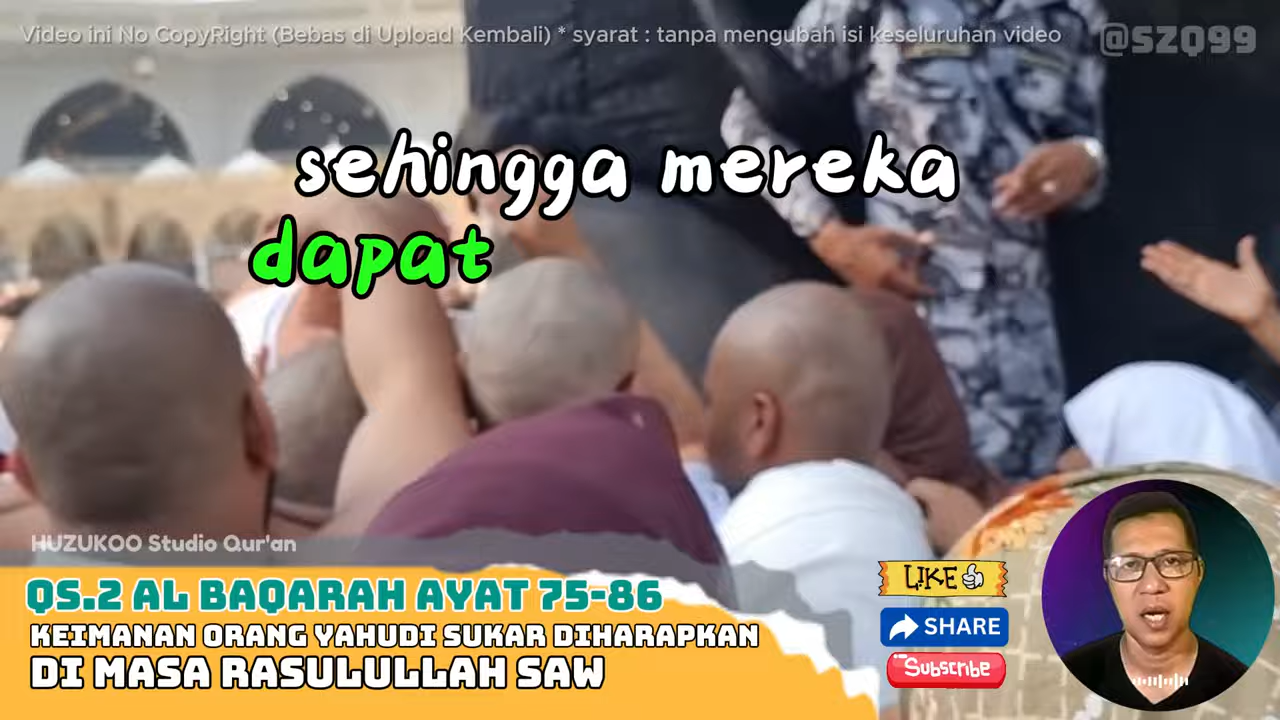 Video ini No CopyRight (Bebas di Upload Kembali) * syarat : tanpa mengubah isi keseluruhan video
@SZQ99
sehingga mereka
dapat
HUZUKOO Studio Qur'an
QS.2 AL BAQARAH AYAT 75-86
KEIMANAN ORANG YAHUDI SUKAR DIHARAPKAN
DI MASA RASULULLAH SAW
LIKE
SHARE
Subscribe